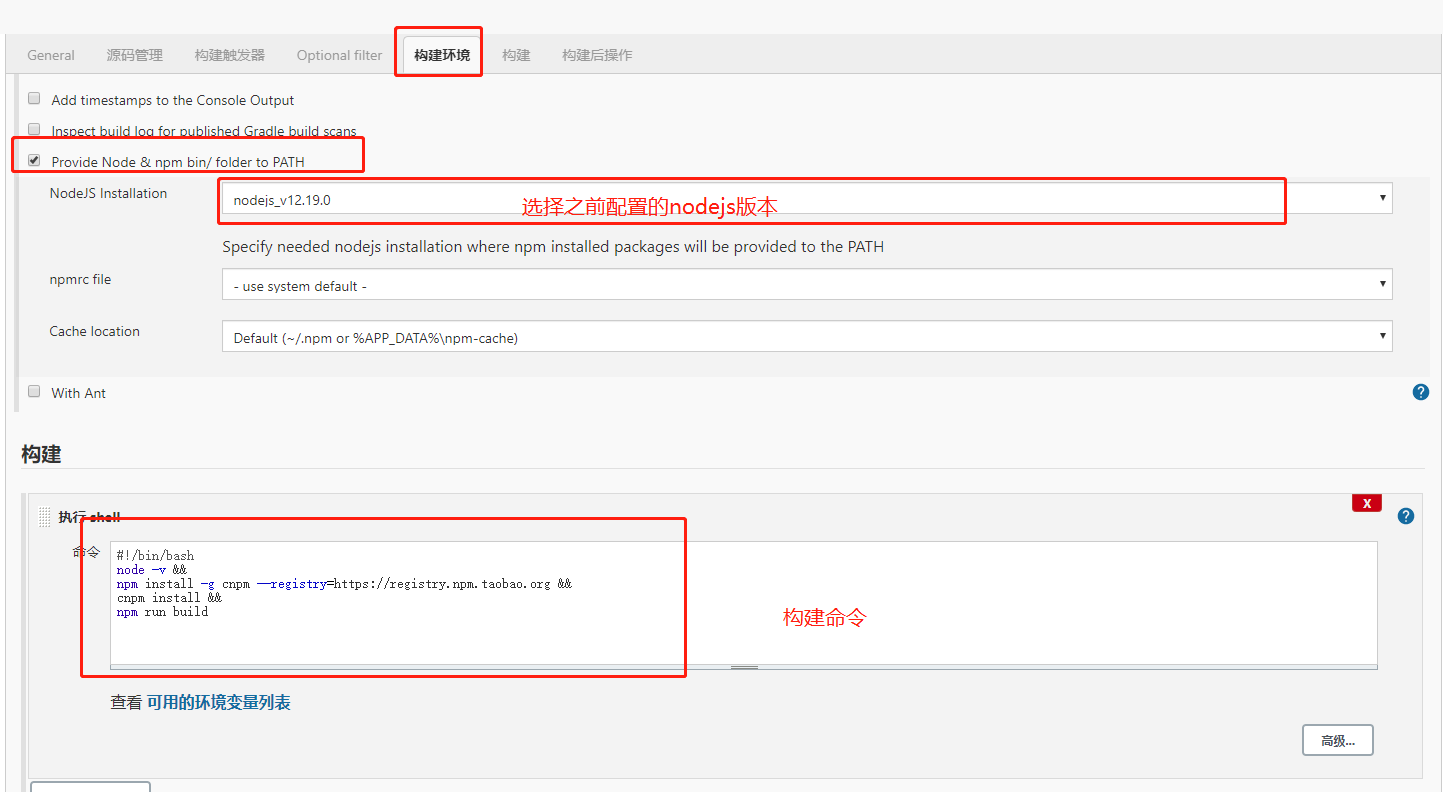 General 源码管理 构建触发器 Optional filter 构建环境 构建 构建后操作
Add timestamps to the Console Output
Inspect build log for published Gradle build scans
Provide Node & npm bin/ folder to PATH
NodeJS Installation
nodejs_v12.19.0
选择之前配置的nodejs版本
Specify needed nodejs installation where npm installed packages will be provided to the PATH
npmrc file
- use system default -
Cache location
Default (~/.npm or %APP_DATA%\npm-cache)
With Ant
?
构建
执行 shell
X
?
命令
#!/bin/bash
node -v &&
npm install -g cnpm --registry=https://registry.npm.taobao.org &&
cnpm install &&
npm run build
构建命令
查看 可用的环境变量列表
高级...